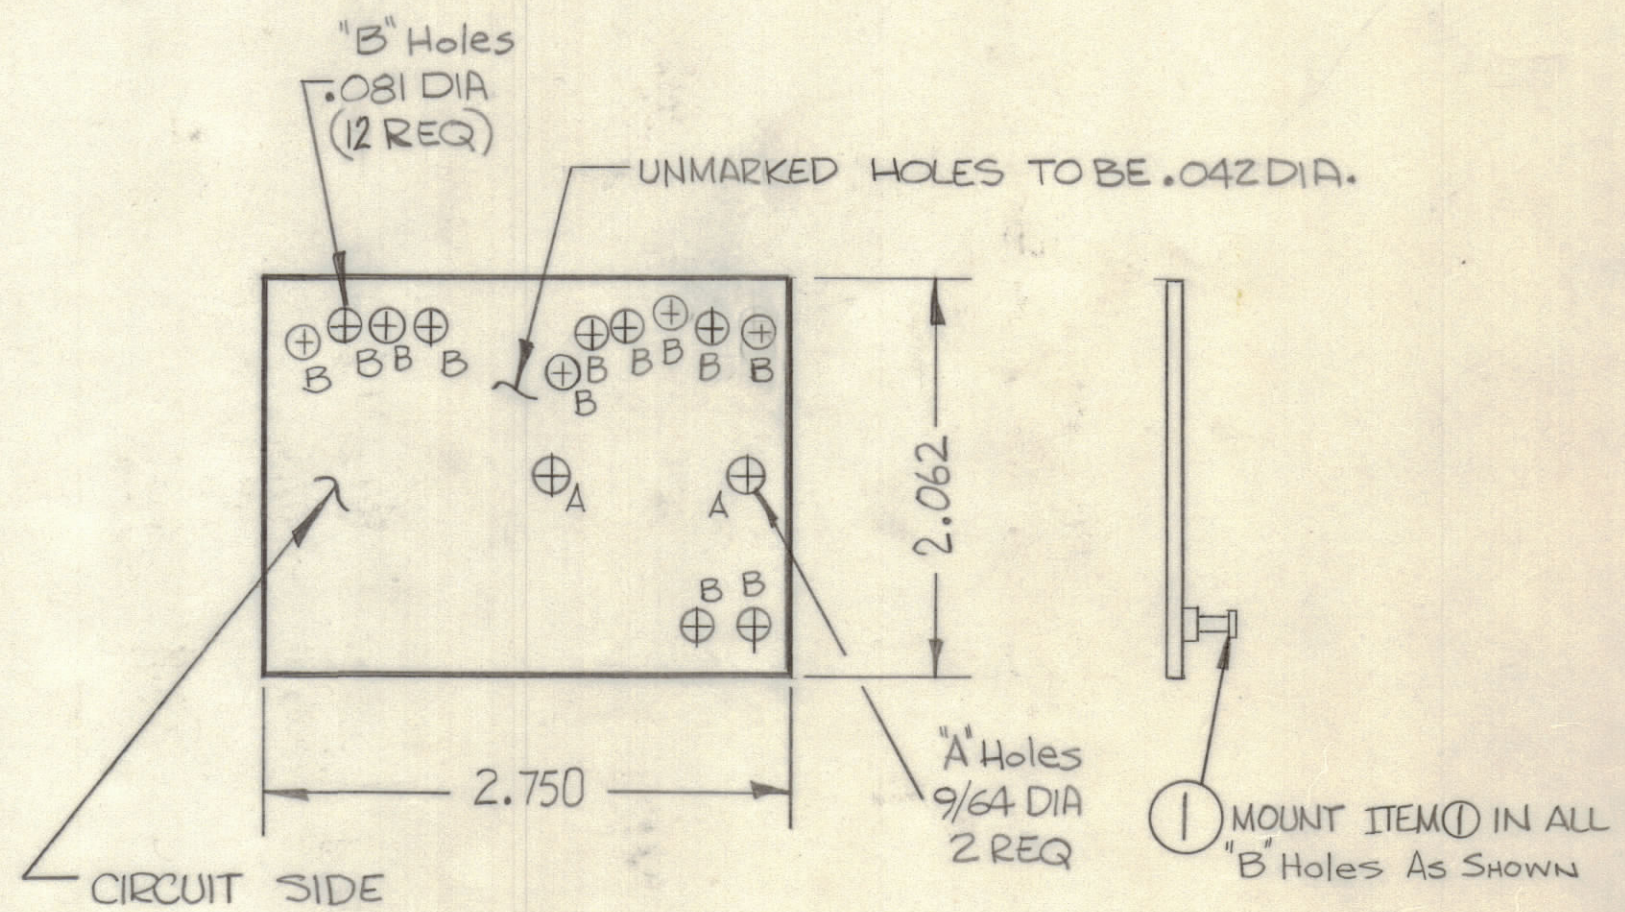 "B" Holes
.081 DIA
(12 REQ)
UNMARKED HOLES TO BE .042 DIA.
B
B
B
B
B
B
B
B
B
B
A
A
B
B
2.062
2.750
"A" Holes
9/64 DIA
2 REQ
1
MOUNT ITEM 1 IN ALL
"B" Holes As SHOWN
CIRCUIT SIDE